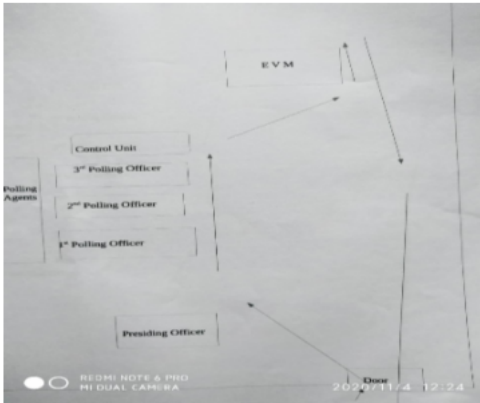 E V M
Control Unit
3rd Polling Officer
Polling
Agents
2nd Polling Officer
1st Polling Officer
Presiding Officer
Door
REDMI NOTE 6 PRO
MI DUAL CAMERA
2020/11/4 12:24